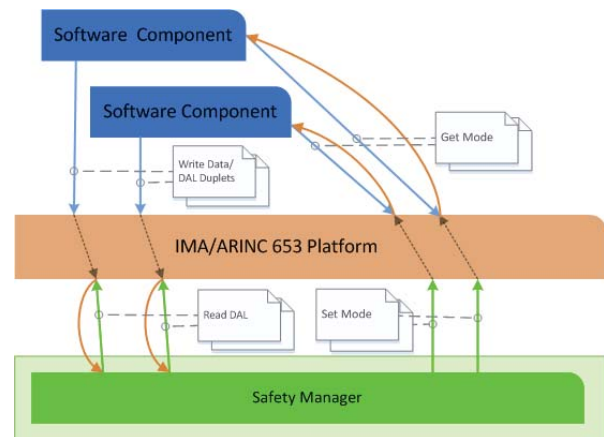 Software Component
Software Component
Get Mode
Write Data/
DAL Duplets
IMA/ARINC 653 Platform
Read DAL
Set Mode
Safety Manager